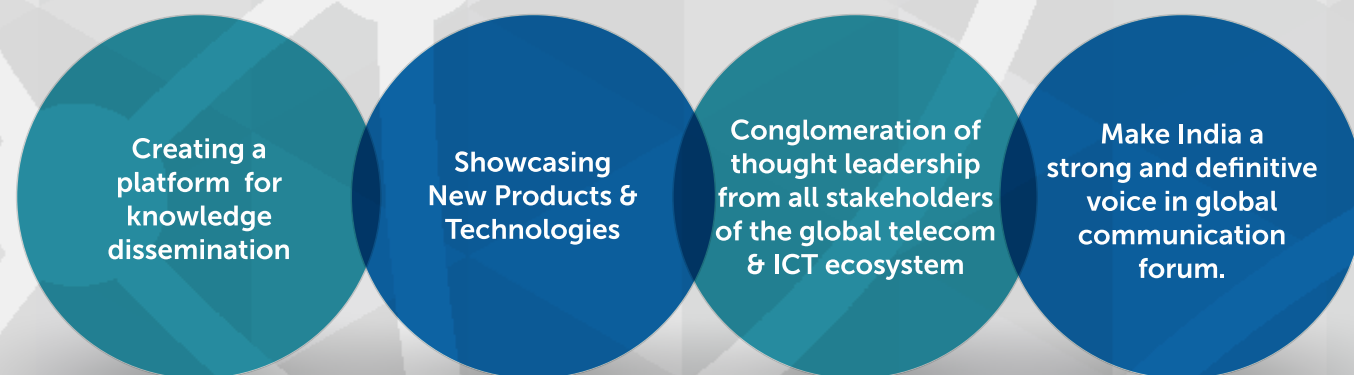 Creating a
platform for
knowledge
dissemination
Showcasing
New Products &
Technologies
Conglomeration of
thought leadership
from all stakeholders
of the global telecom
& ICT ecosystem
Make India a
strong and definitive
voice in global
communication
forum.